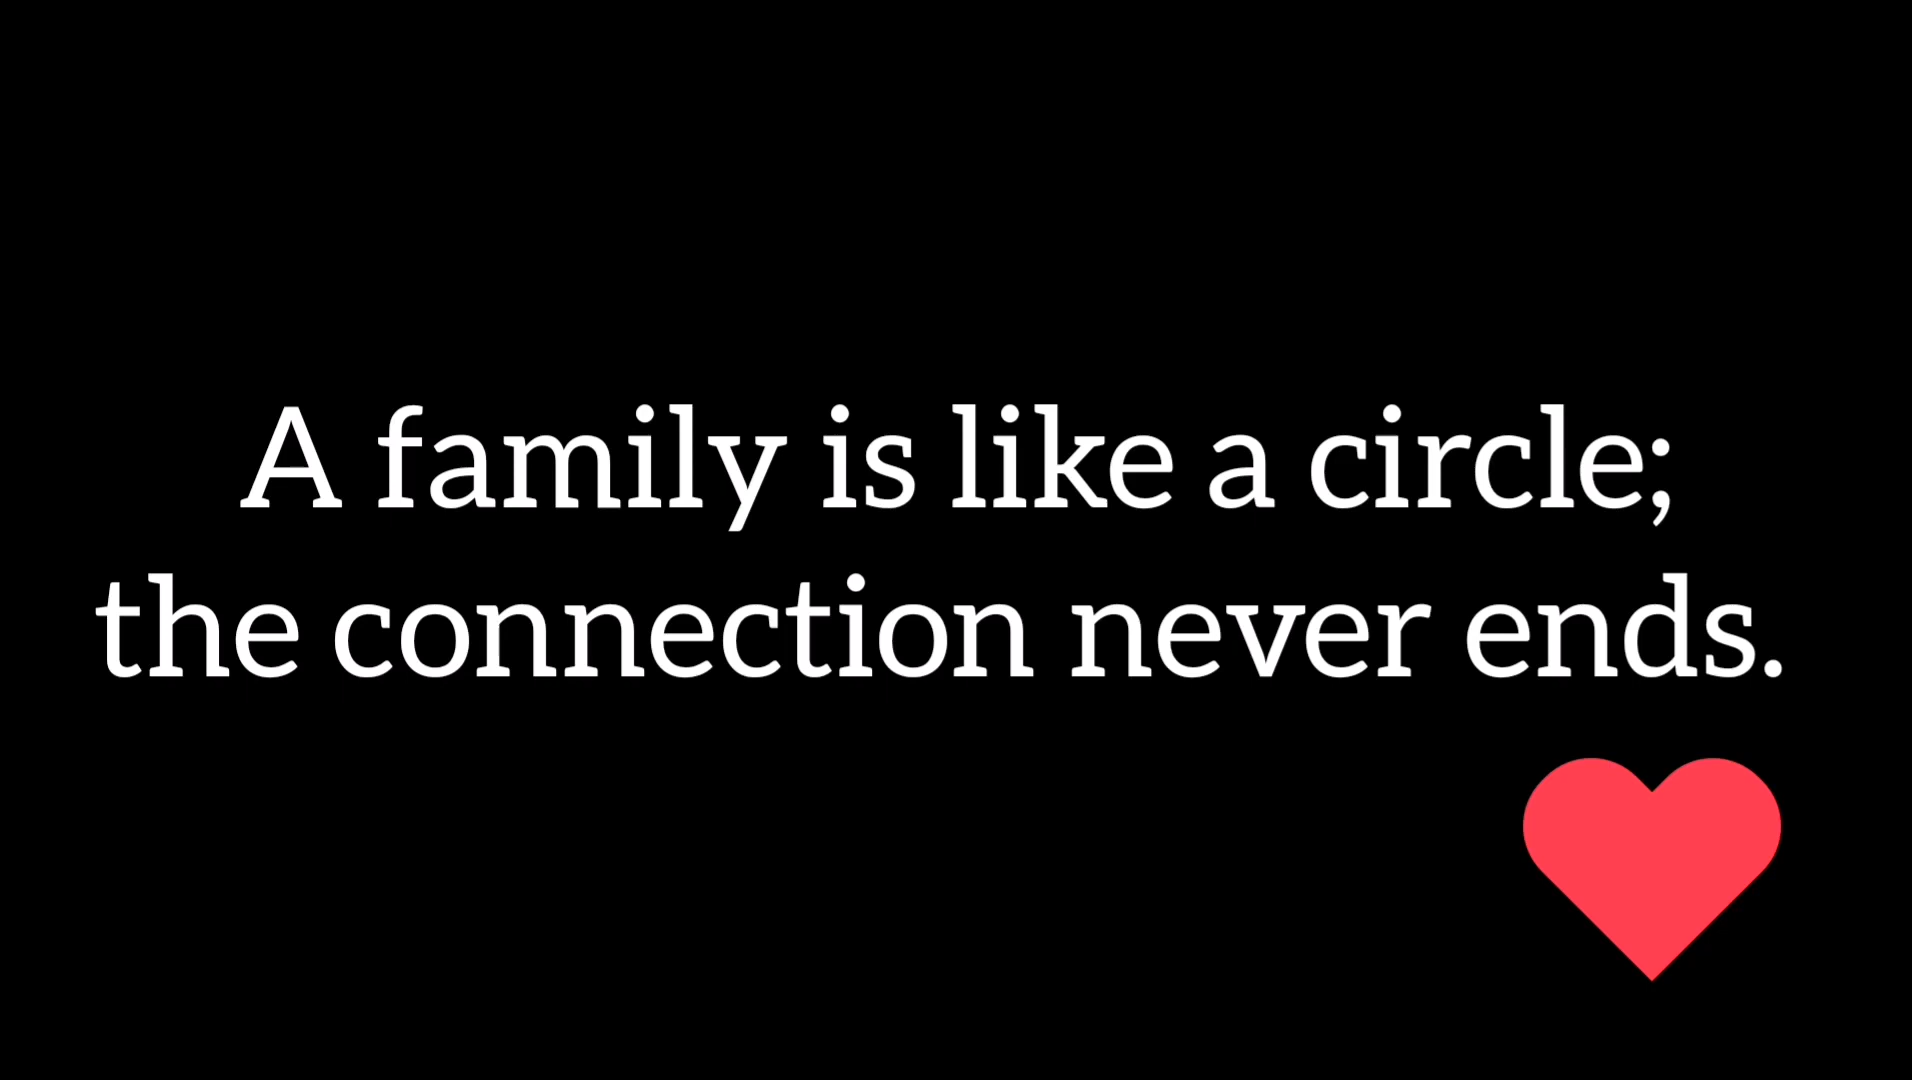 A family is like a circle;
the connection never ends.